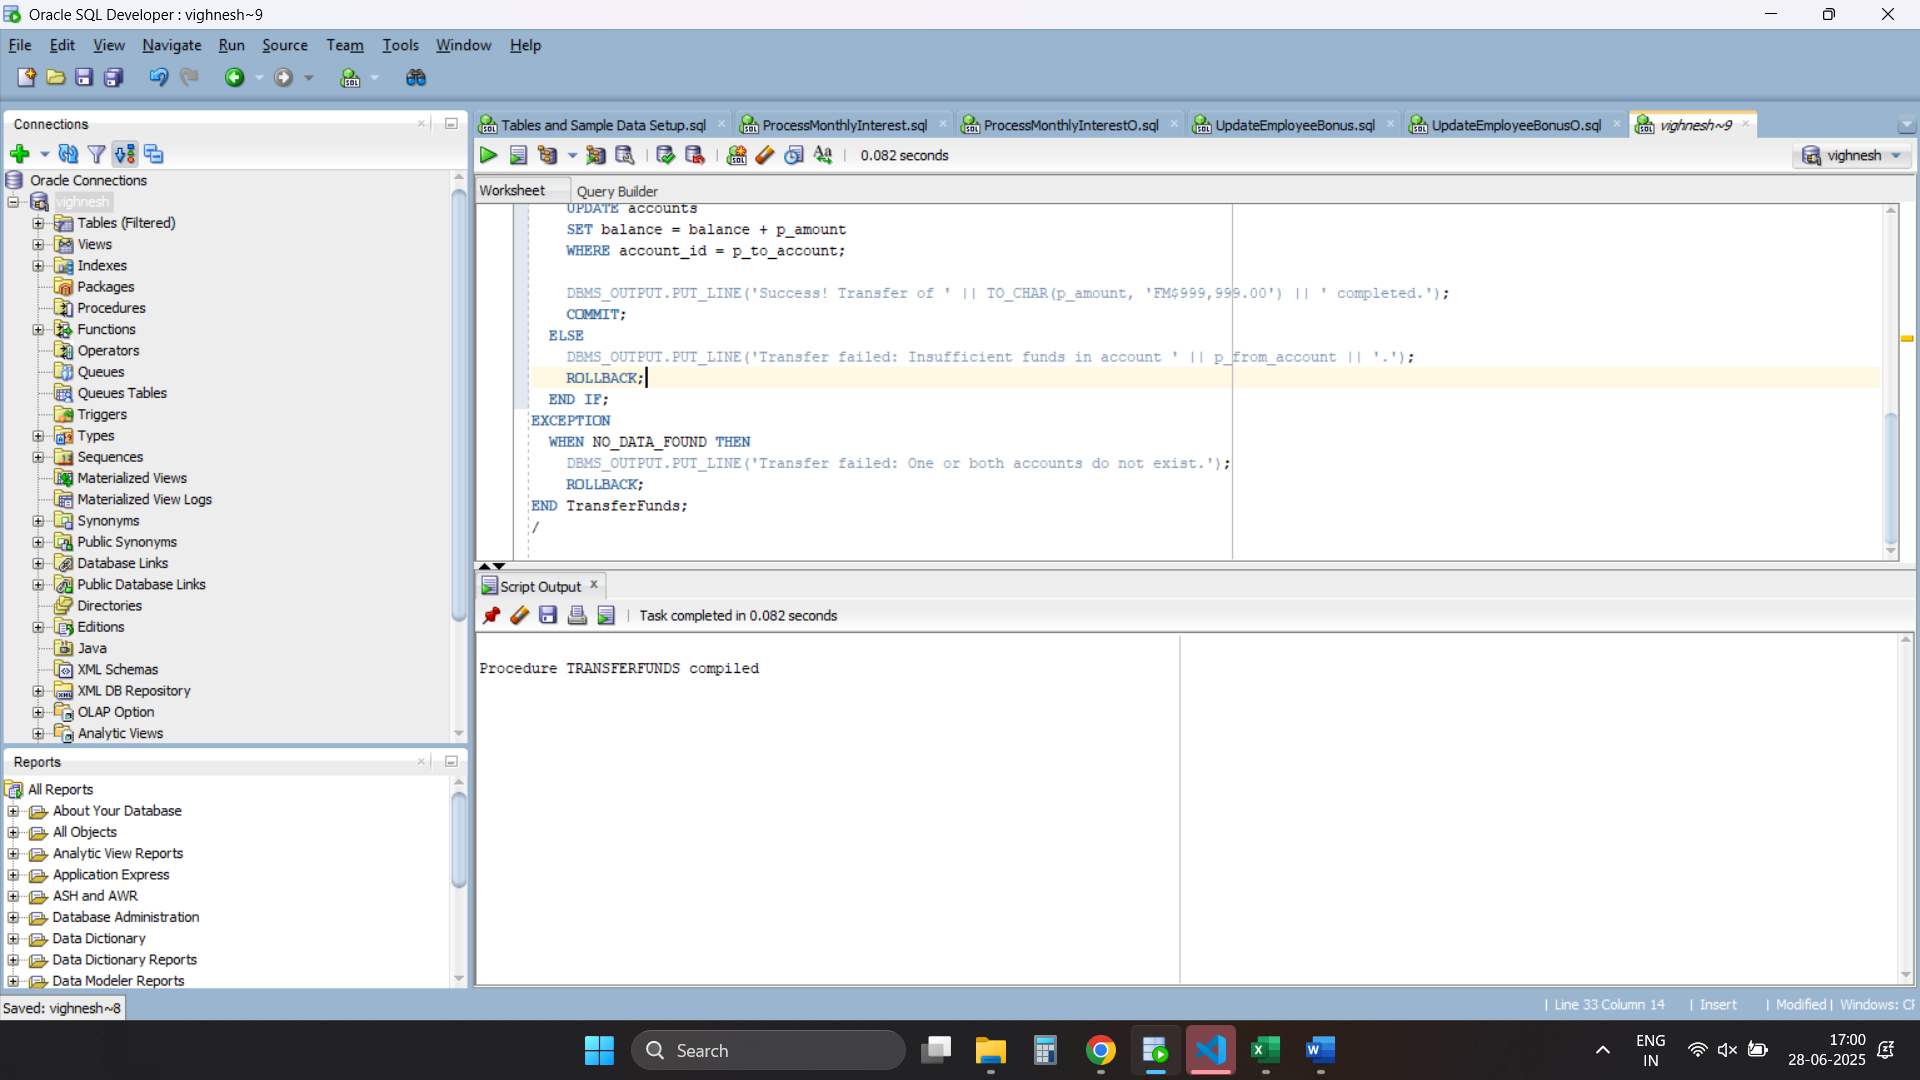 Oracle SQL Developer : vighnesh~9
File Edit View Navigate Run Source Team Tools Window Help
Connections
Oracle Connections
vighnesh
Tables (Filtered)
Views
Indexes
Packages
Procedures
Functions
Operators
Queues
Queues Tables
Triggers
Types
Sequences
Materialized Views
Materialized View Logs
Synonyms
Public Synonyms
Database Links
Public Database Links
Directories
Editions
Java
XML Schemas
XML DB Repository
OLAP Option
Analytic Views
Reports
All Reports
About Your Database
All Objects
Analytic View Reports
Application Express
ASH and AWR
Database Administration
Data Dictionary
Data Dictionary Reports
Data Modeler Reports
Tables and Sample Data Setup.sql ProcessMonthlyInterest.sql ProcessMonthlyInterestO.sql UpdateEmployeeBonus.sql UpdateEmployeeBonusO.sql vighnesh~9
0.082 seconds vighnesh
Worksheet Query Builder
UPDATE accounts
SET balance = balance + p_amount
WHERE account_id = p_to_account;
DBMS_OUTPUT.PUT_LINE('Success! Transfer of ' || TO_CHAR(p_amount, 'FM$999,999.00') || ' completed.');
COMMIT;
ELSE
DBMS_OUTPUT.PUT_LINE('Transfer failed: Insufficient funds in account ' || p_from_account || '.');
ROLLBACK;
END IF;
EXCEPTION
WHEN NO_DATA_FOUND THEN
DBMS_OUTPUT.PUT_LINE('Transfer failed: One or both accounts do not exist.');
ROLLBACK;
END TransferFunds;
/
Script Output
Task completed in 0.082 seconds
Procedure TRANSFERFUNDS compiled
Saved: vighnesh~8
Line 33 Column 14 | Insert | Modified | Windows: CF
Search
ENG
IN
17:00
28-06-2025